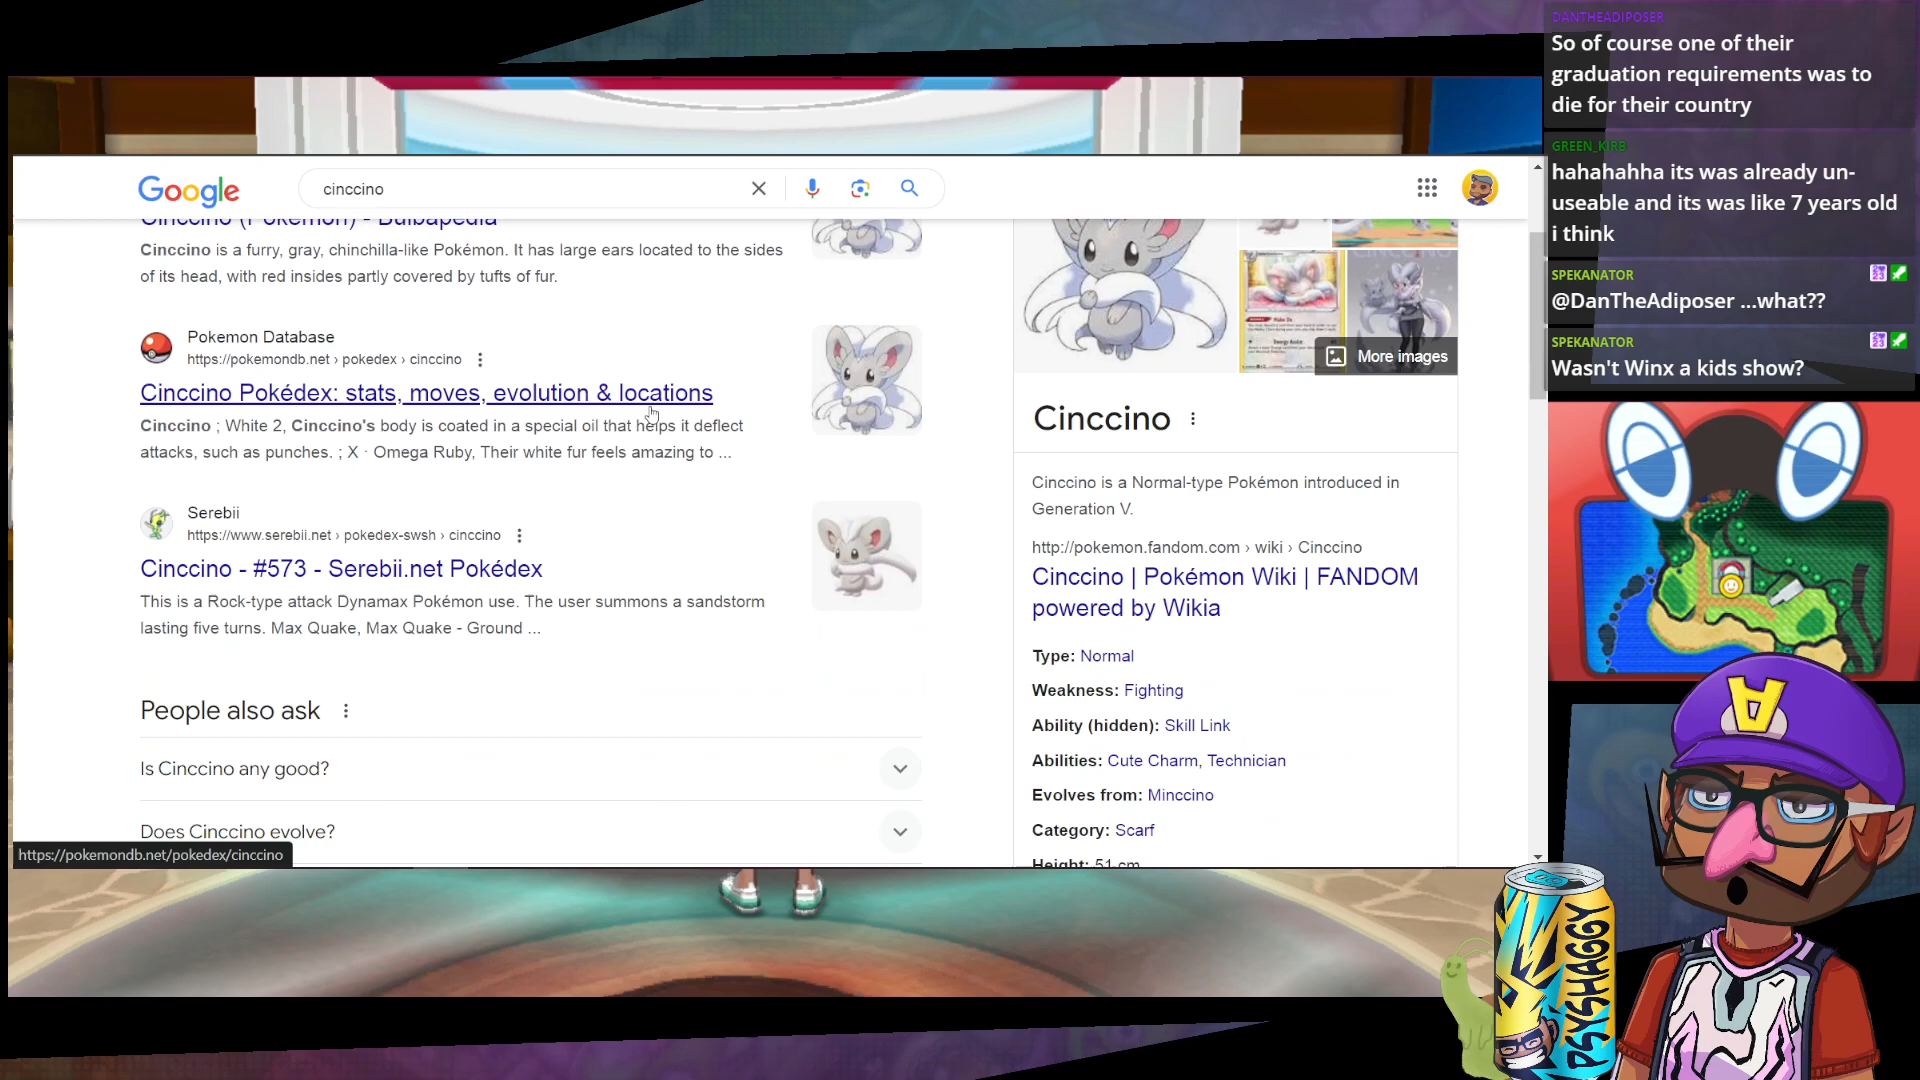 DANTHEADIPOSER
So of course one of their
graduation requirements was to
die for their country
GREEN_KIRB
hahahahha its was already un-
useable and its was like 7 years old
i think
SPEKANATOR
@DanTheAdiposer ...what??
SPEKANATOR
Wasn't Winx a kids show?
Google
cinccino
Cinccino (Pokémon) - Bulbapedia
Cinccino is a furry, gray, chinchilla-like Pokémon. It has large ears located to the sides
of its head, with red insides partly covered by tufts of fur.
Pokemon Database
https://pokemondb.net › pokedex › cinccino
Cinccino Pokédex: stats, moves, evolution & locations
Cinccino ; White 2, Cinccino's body is coated in a special oil that helps it deflect
attacks, such as punches. ; X · Omega Ruby, Their white fur feels amazing to ...
Serebii
https://www.serebii.net › pokedex-swsh › cinccino
Cinccino - #573 - Serebii.net Pokédex
This is a Rock-type attack Dynamax Pokémon use. The user summons a sandstorm
lasting five turns. Max Quake, Max Quake - Ground ...
People also ask
Is Cinccino any good?
Does Cinccino evolve?
https://pokemondb.net/pokedex/cinccino
More images
Cinccino
Cinccino is a Normal-type Pokémon introduced in
Generation V.
http://pokemon.fandom.com › wiki › Cinccino
Cinccino | Pokémon Wiki | FANDOM
powered by Wikia
Type: Normal
Weakness: Fighting
Ability (hidden): Skill Link
Abilities: Cute Charm, Technician
Evolves from: Minccino
Category: Scarf
Height: 51 cm
PSYSHAGGY